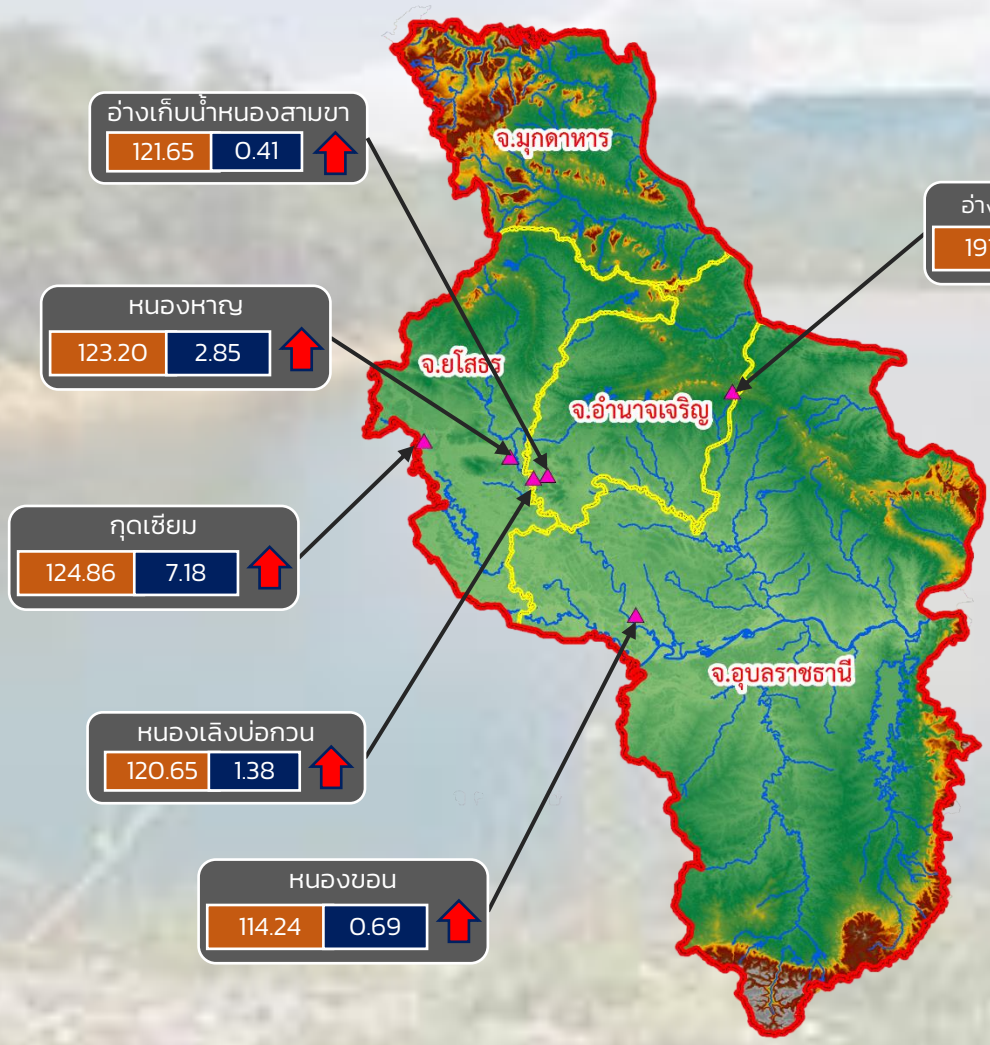 จ.มุกดาหาร
อ่างเก็บน้ำหนองสามขา
121.65 0.41
หนองหาญ
123.20 2.85
จ.ยโสธร
จ.อำนาจเจริญ
กุดเซียม
124.86 7.18
จ.อุบลราชธานี
หนองเลิงบ่อกวน
120.65 1.38
หนองขอน
114.24 0.69